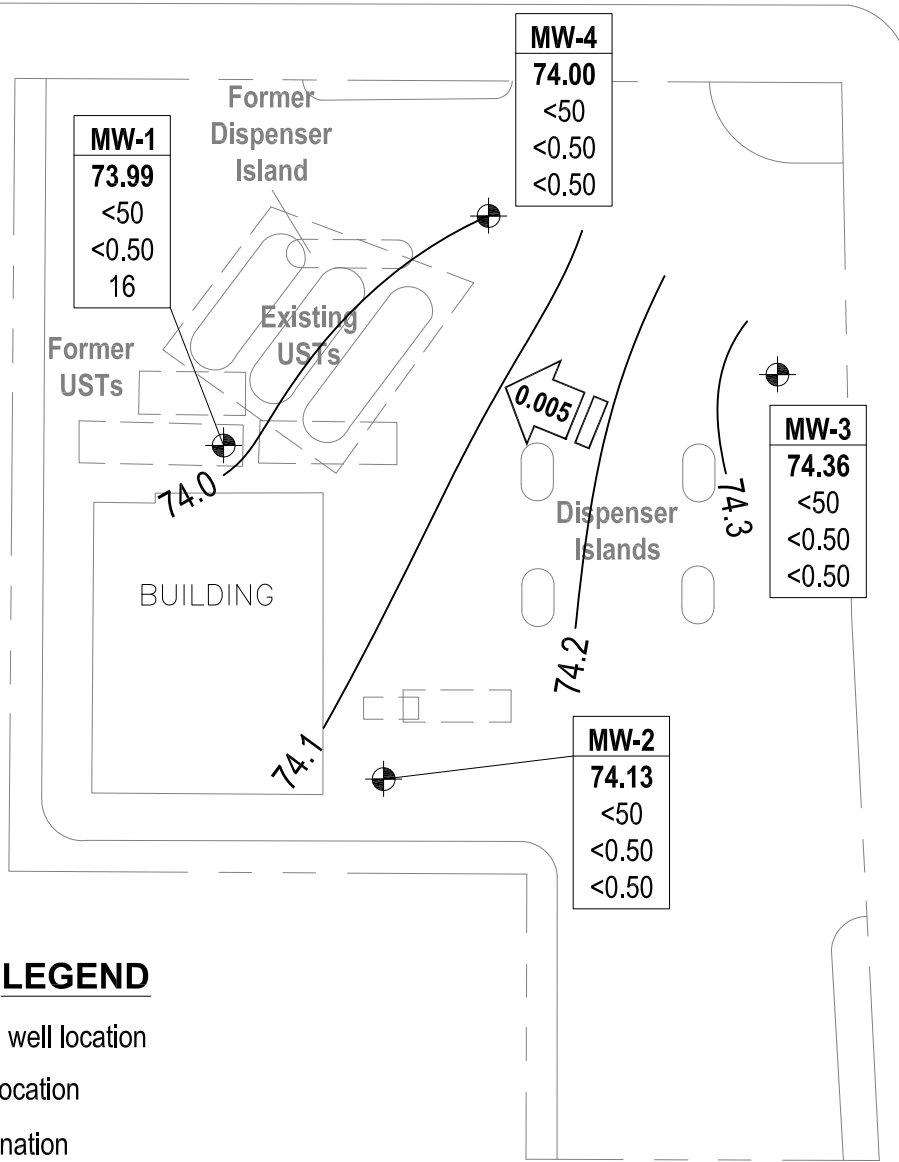 MW-4
74.00
<50
<0.50
<0.50
Former
Dispenser
Island
MW-1
73.99
<50
<0.50
16
Existing
USTs
Former
USTs
0.005
MW-3
74.36
<50
<0.50
<0.50
74.0
74.3
Dispenser
Islands
BUILDING
74.2
74.1
MW-2
74.13
<50
<0.50
<0.50
LEGEND
well location
ocation
nation